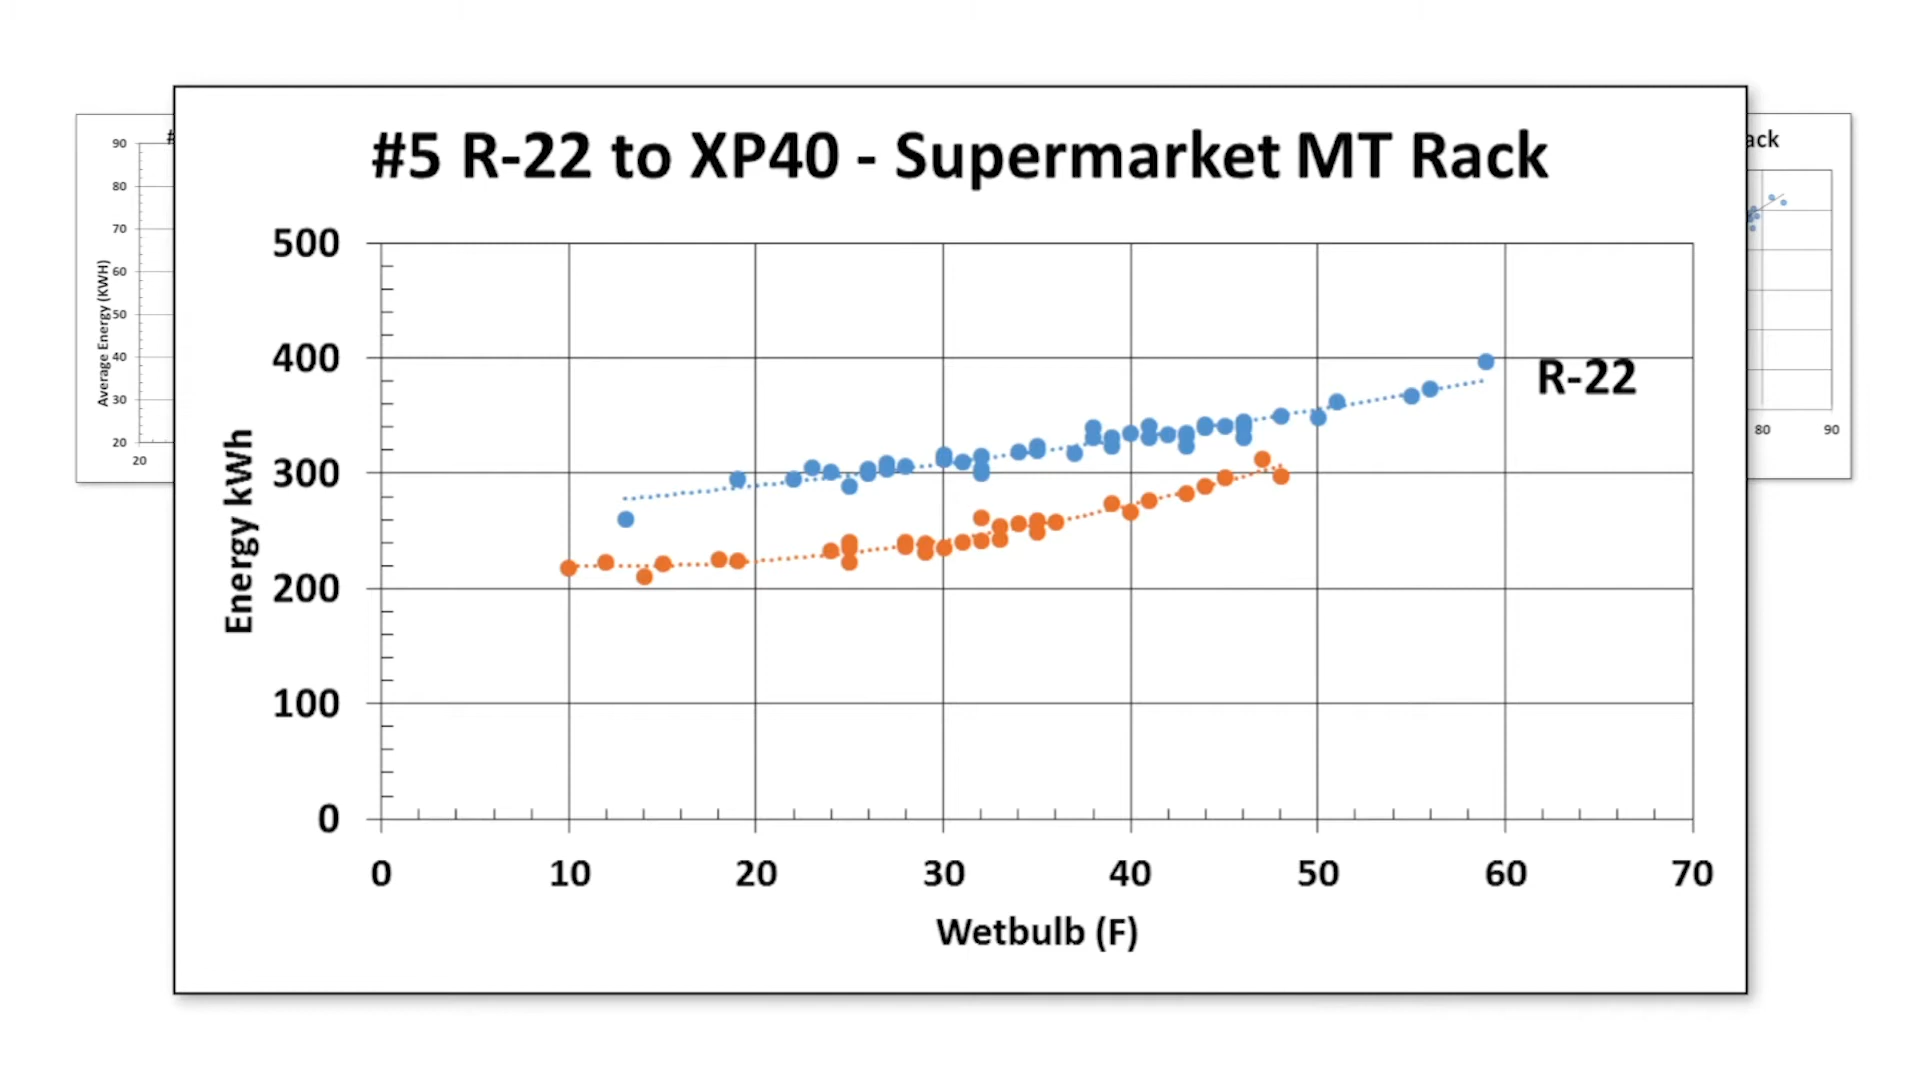 #5 R-22 to XP40 - Supermarket MT Rack
500
400
300
200
100
0
Energy kWh
R-22
0 10 20 30 40 50 60 70
Wetbulb (F)
#
90
80
70
60
50
40
30
20
Average Energy (KWH)
20
ack
80 90